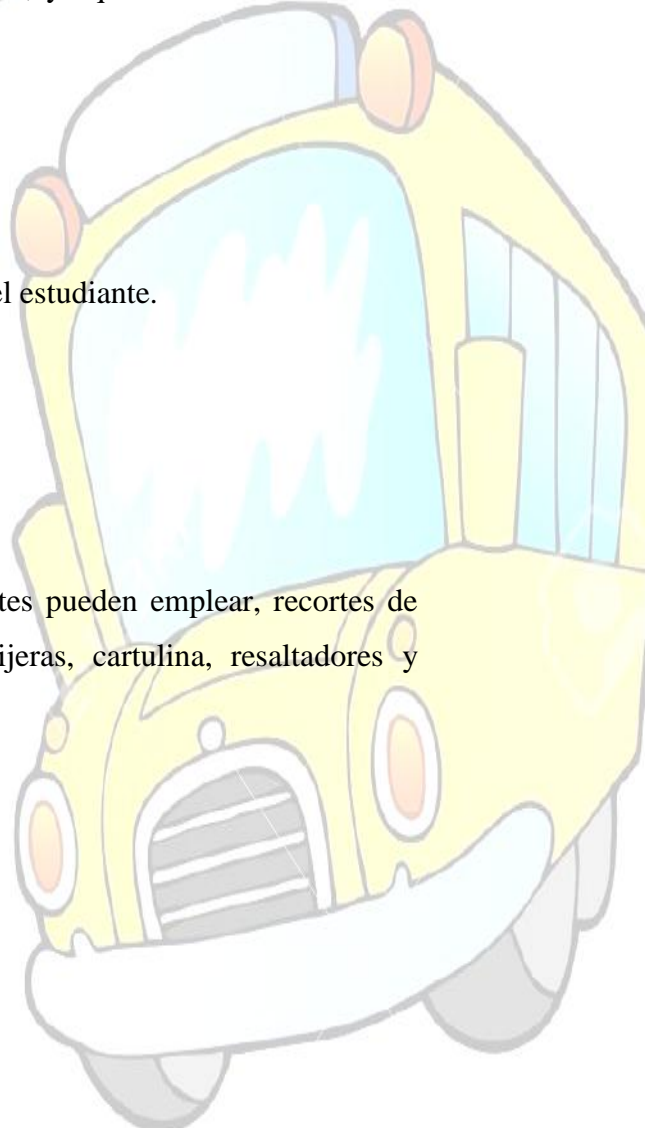 el estudiante.
tes pueden emplear, recortes de
ijeras, cartulina, resaltadores y